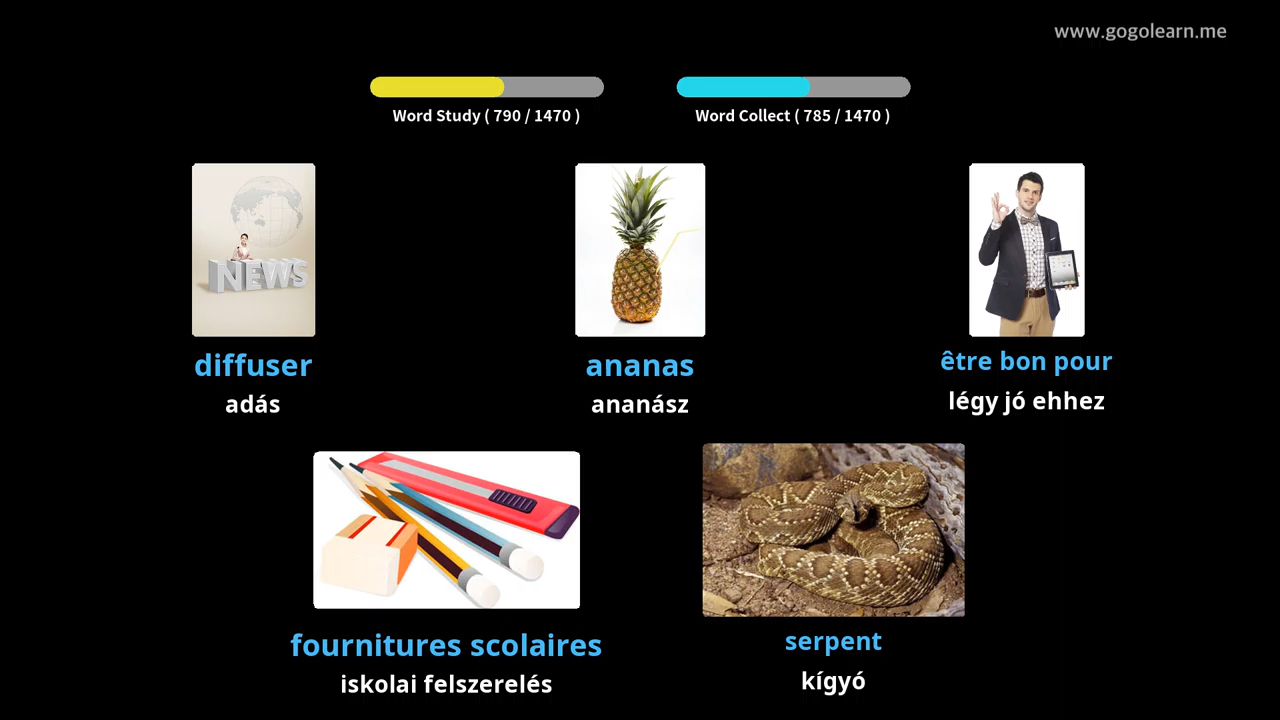 www.gogolearn.me
Word Study ( 790 / 1470 )
Word Collect ( 785 / 1470 )
NEWS
diffuser
adás
ananas
ananász
être bon pour
légy jó ehhez
fournitures scolaires
iskolai felszerelés
serpent
kígyó